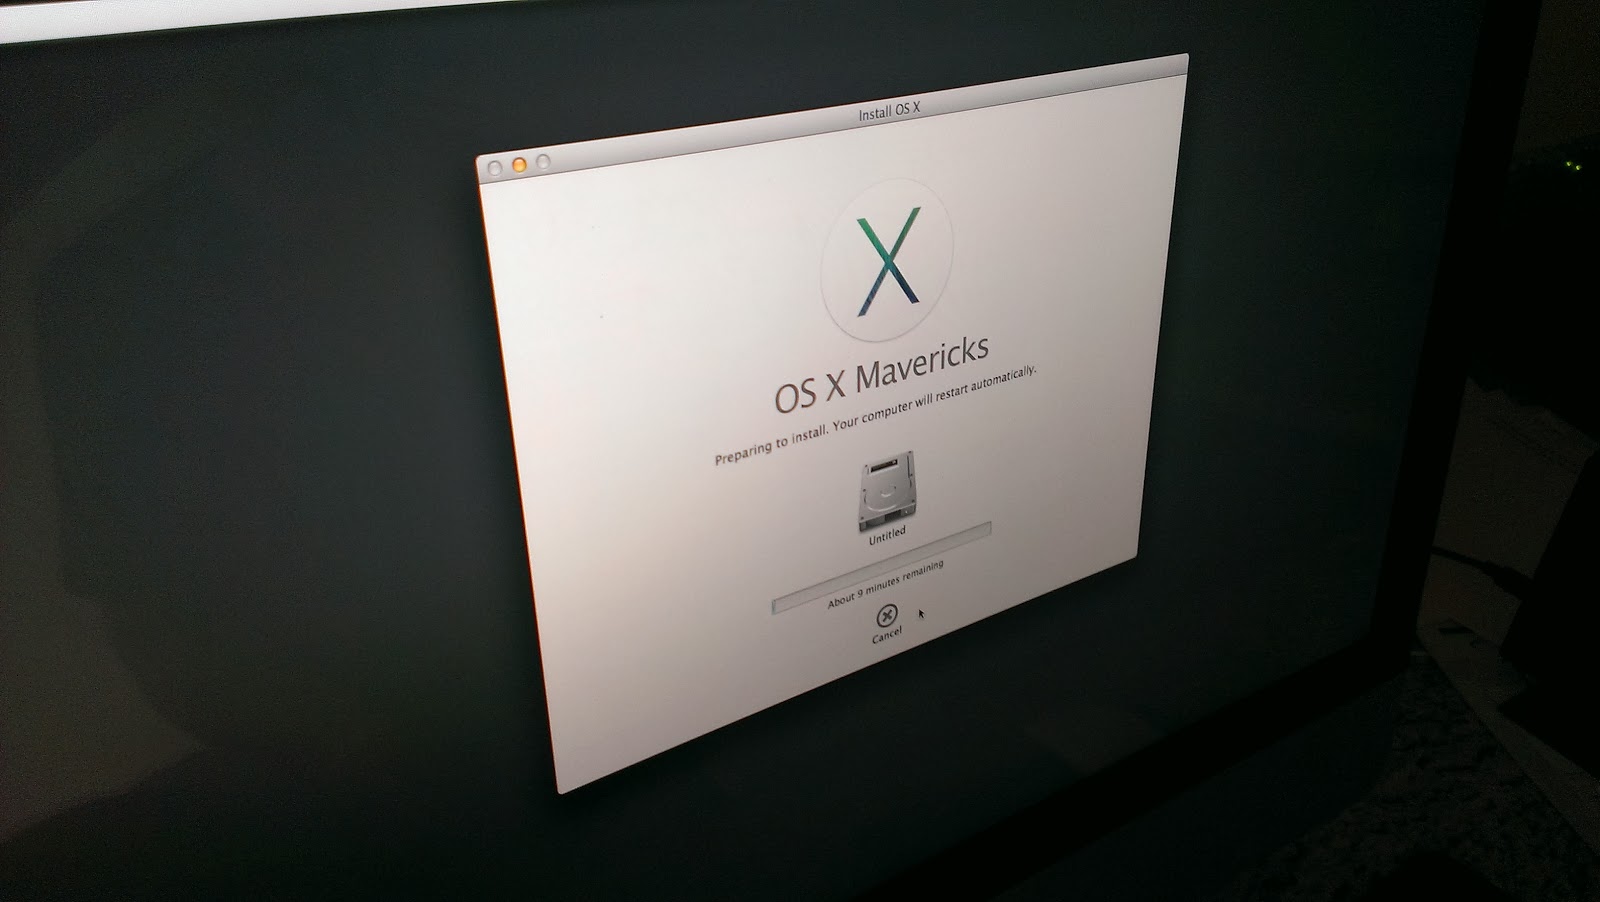 Install OS X
X
OS X Mavericks
Preparing to install. Your computer will restart automatically.
Untitled
About 9 minutes remaining
Cancel